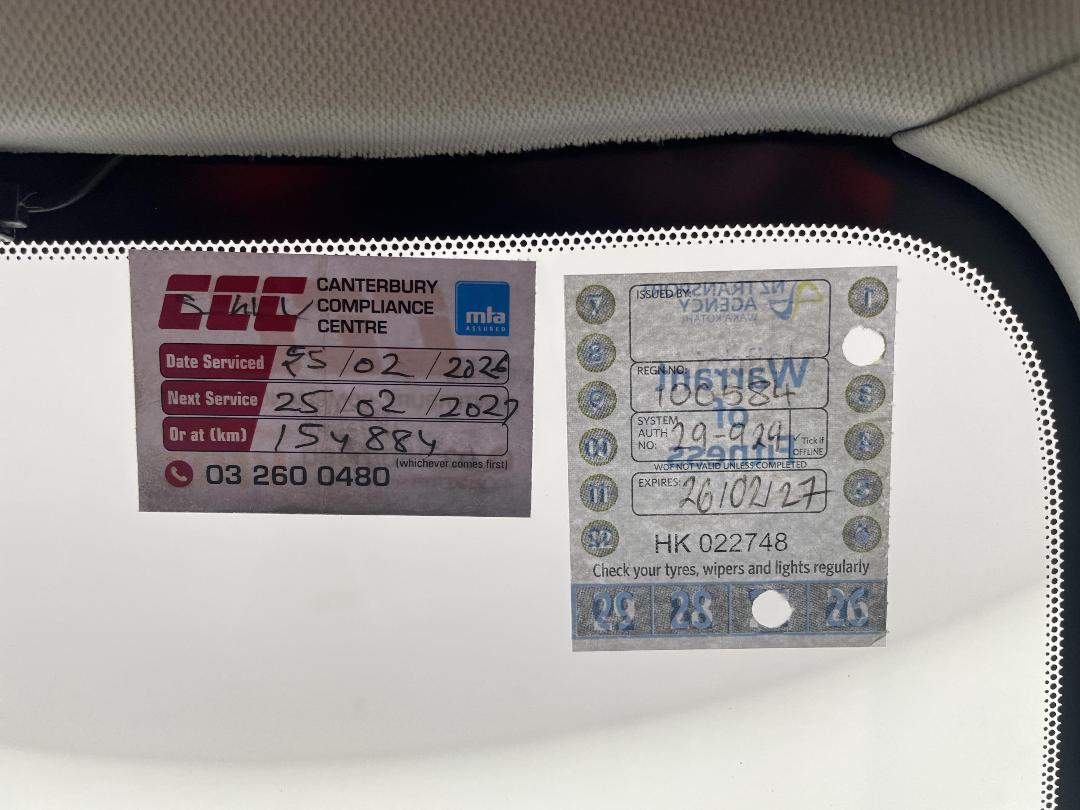 CCC CANTERBURY
COMPLIANCE
CENTRE
mta
ASSURED
Date Serviced 25/02/2026
Next Service 25/02/2027
Or at (km) 154884
(whichever comes first)
03 260 0480
7
8
9
10
11
12
ISSUED BY:
NZ TRANSPORT
AGENCY
WAKA KOTAHI
Warrant
of
Fitness
REGN NO:
SYSTEM
AUTH
NO: 29-929
✓ Tick if
OFFLINE
WOF NOT VALID UNLESS COMPLETED
EXPIRES: 26/02/27
1
3
4
5
6
HK 022748
Check your tyres, wipers and lights regularly
29 28 26